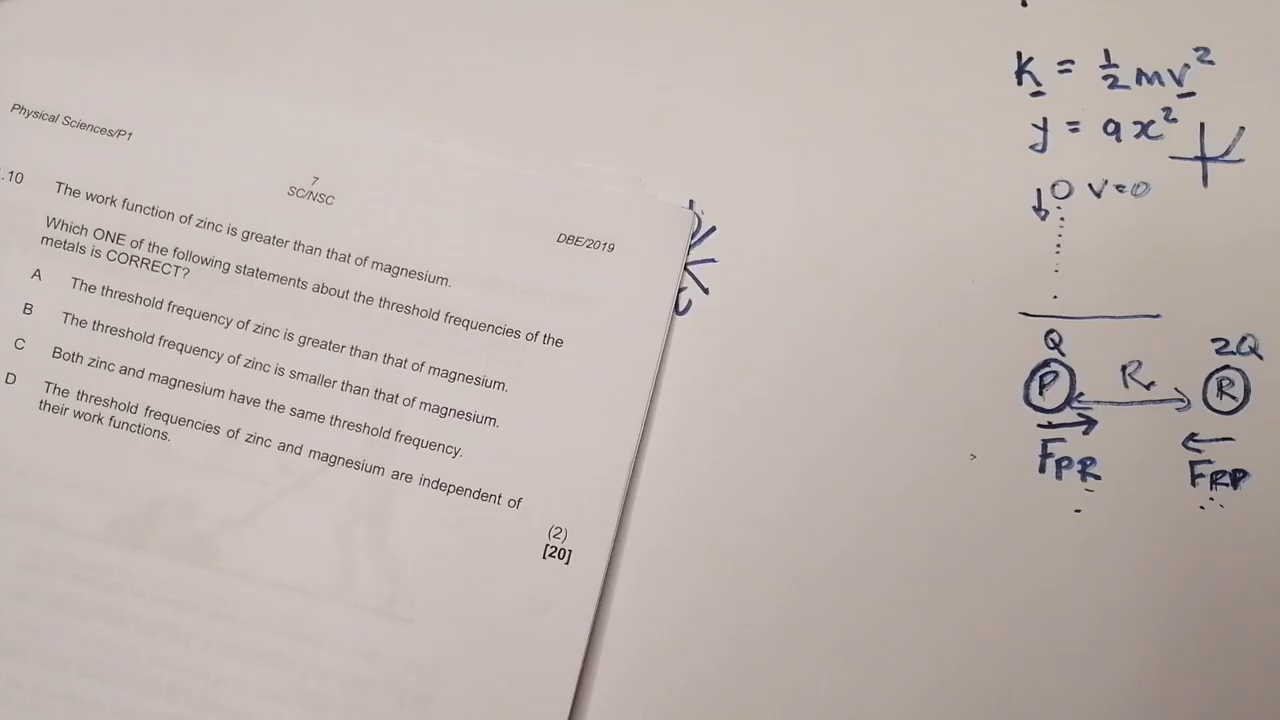 Physical Sciences/P1
7
SC/NSC
DBE/2019
.10 The work function of zinc is greater than that of magnesium.
Which ONE of the following statements about the threshold frequencies of the
metals is CORRECT?
A The threshold frequency of zinc is greater than that of magnesium.
B The threshold frequency of zinc is smaller than that of magnesium.
C Both zinc and magnesium have the same threshold frequency.
D The threshold frequencies of zinc and magnesium are independent of
their work functions.
(2)
[20]
K = ½mv²
y = ax²
v=0
Q 2Q
P R R
FPR FRP